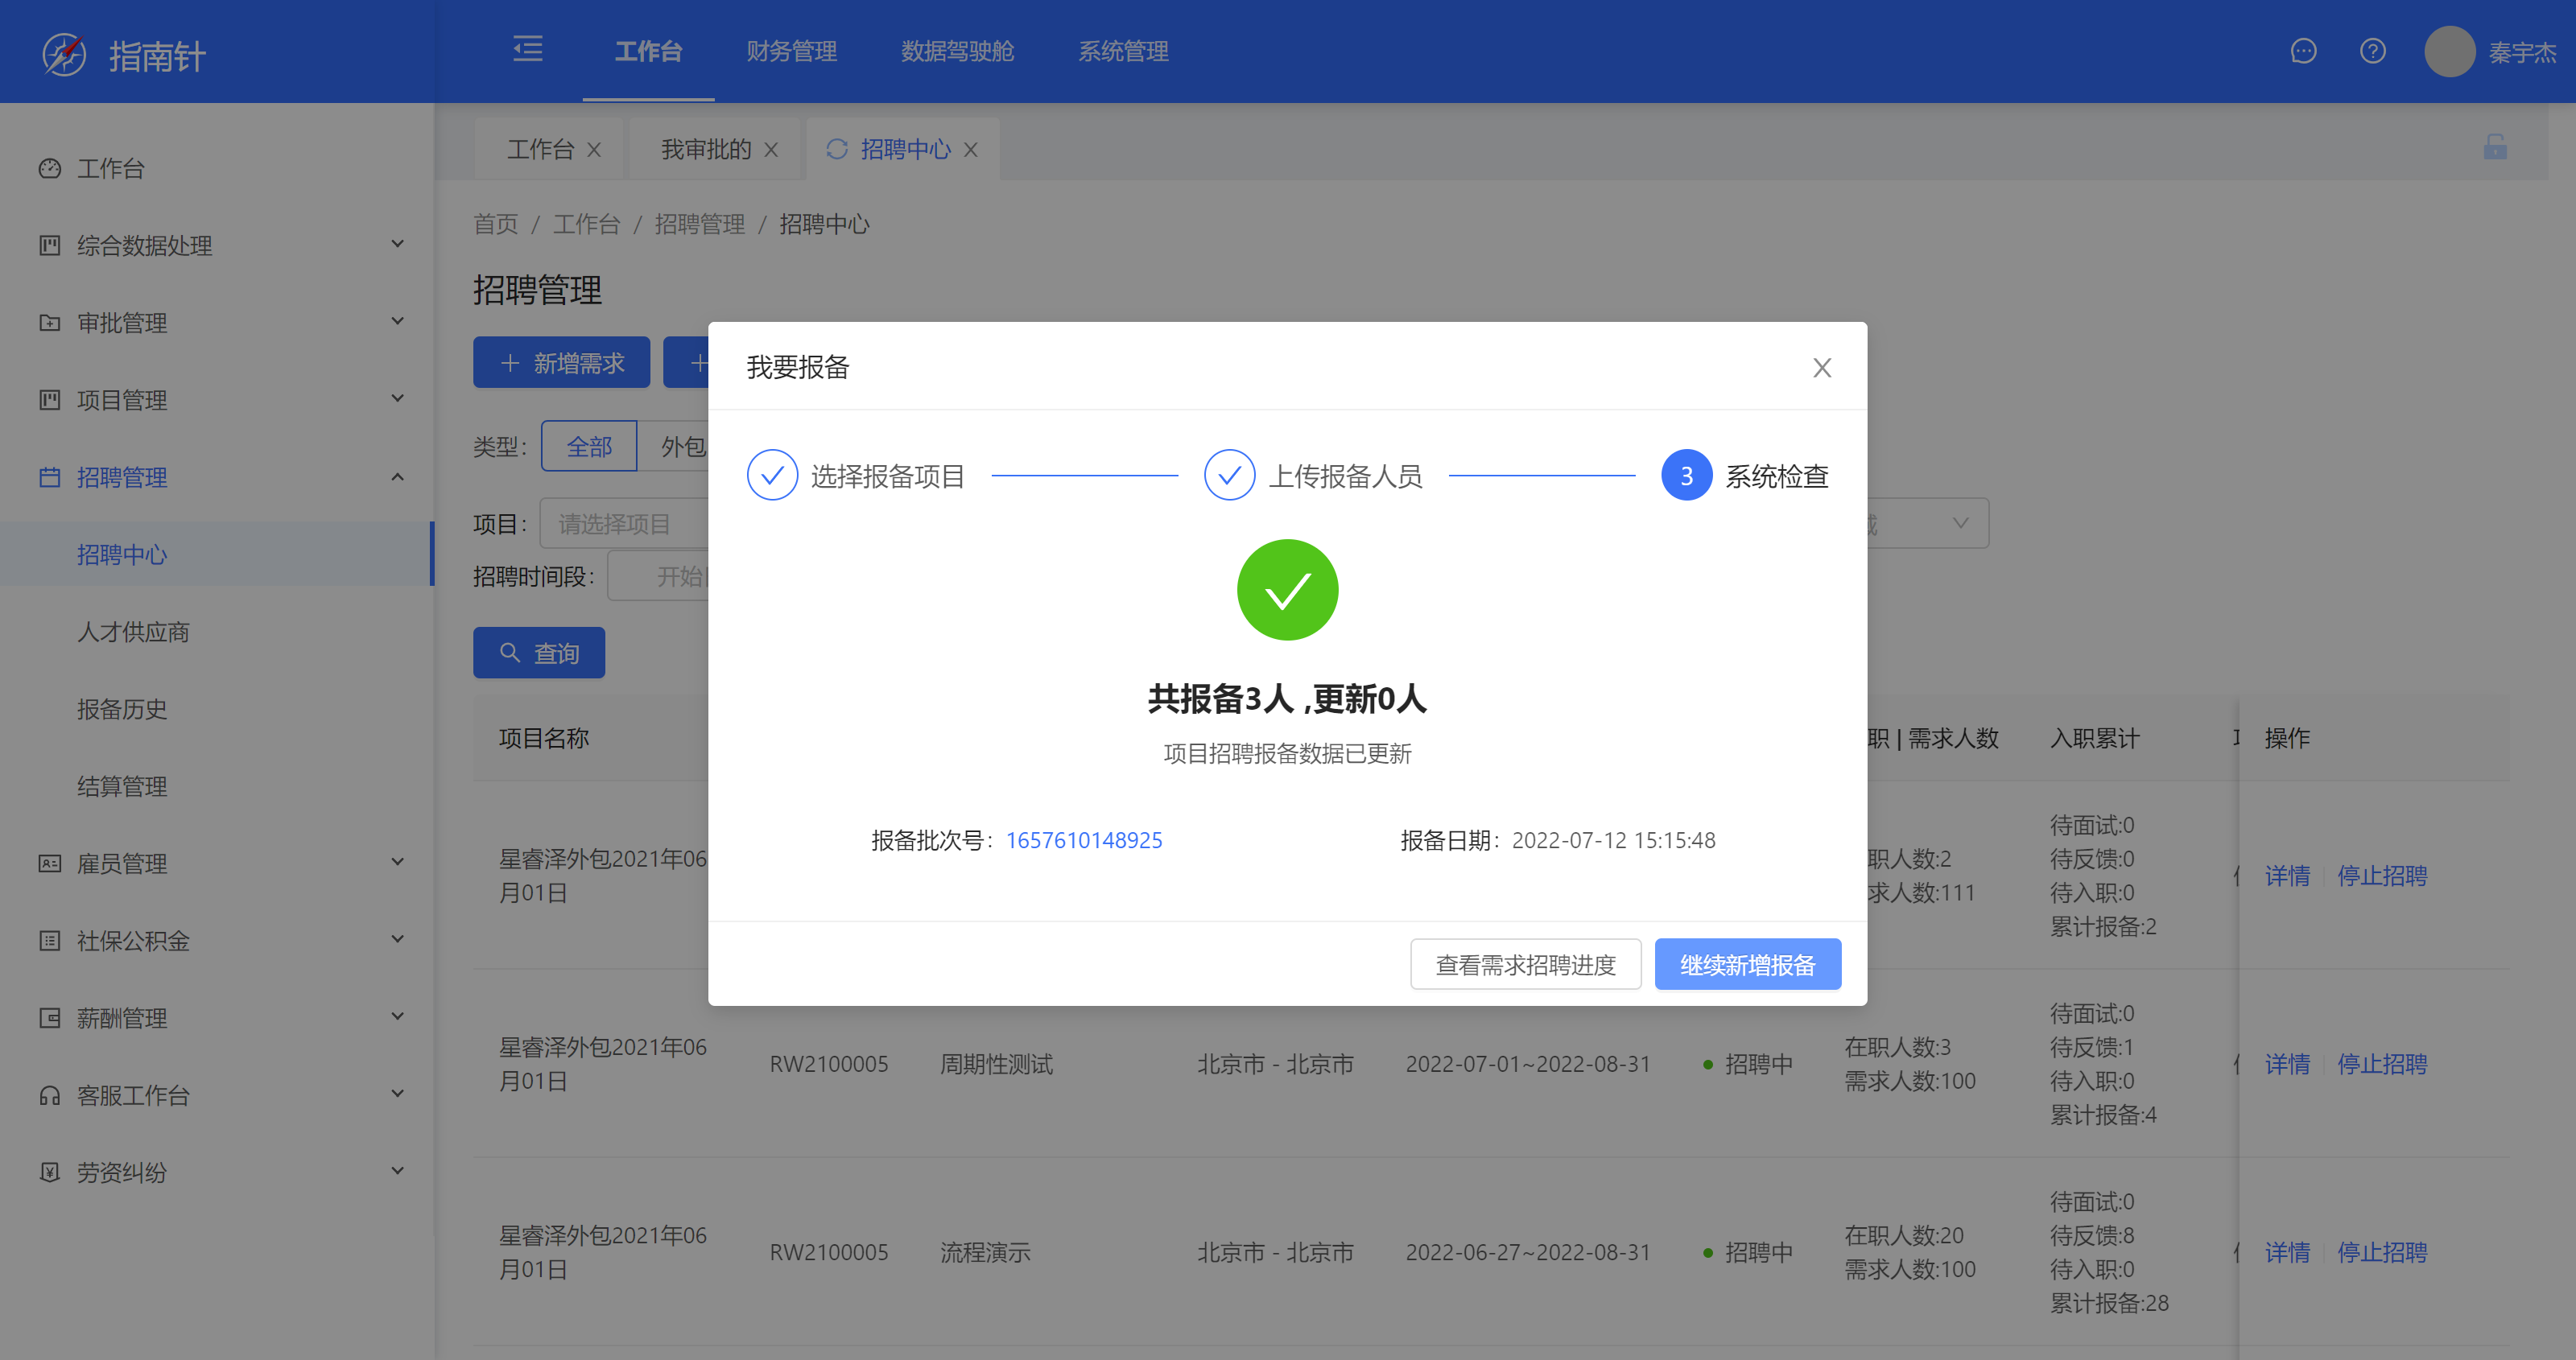 指南针
工作台 财务管理 数据驾驶舱 系统管理
秦宇杰
工作台
综合数据处理
审批管理
项目管理
招聘管理
招聘中心
人才供应商
报备历史
结算管理
雇员管理
社保公积金
薪酬管理
客服工作台
劳资纠纷
工作台 我审批的 招聘中心
首页 / 工作台 / 招聘管理 / 招聘中心
招聘管理
新增需求
类型: 全部 外包
项目: 请选择项目
招聘时间段: 开始
查询
我要报备
选择报备项目 上传报备人员 3 系统检查
共报备3人 ,更新0人
项目招聘报备数据已更新
报备批次号: 1657610148925 报备日期: 2022-07-12 15:15:48
查看需求招聘进度 继续新增报备
项目名称 职 | 需求人数 入职累计 操作
星睿泽外包2021年06
月01日
职人数:2
求人数:111
待面试:0
待反馈:0
待入职:0
累计报备:2
详情 停止招聘
星睿泽外包2021年06
月01日
RW2100005 周期性测试 北京市 - 北京市 2022-07-01~2022-08-31 招聘中
在职人数:3
需求人数:100
待面试:0
待反馈:1
待入职:0
累计报备:4
详情 停止招聘
星睿泽外包2021年06
月01日
RW2100005 流程演示 北京市 - 北京市 2022-06-27~2022-08-31 招聘中
在职人数:20
需求人数:100
待面试:0
待反馈:8
待入职:0
累计报备:28
详情 停止招聘